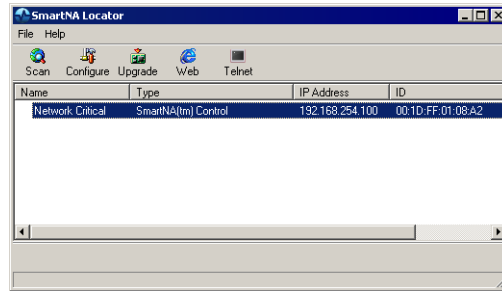 SmartNA Locator
File Help
Scan Configure Upgrade Web Telnet
Name Type IP Address ID
Network Critical SmartNA(tm) Control 192.168.254.100 00:1D:FF:01:08:A2